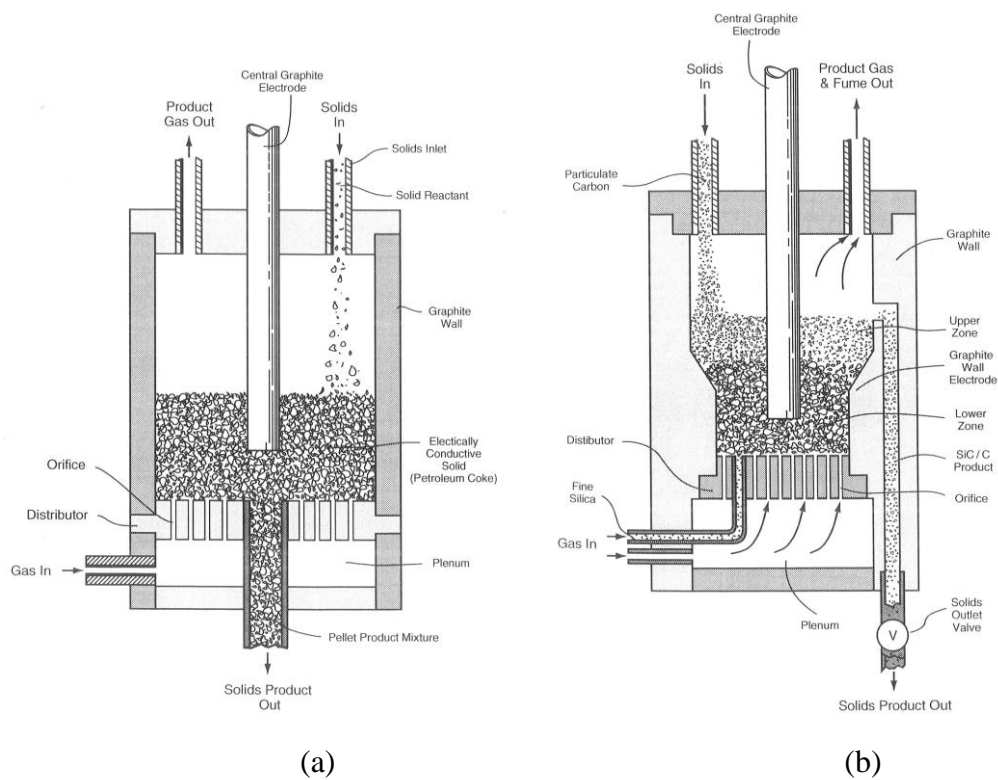 Central Graphite
Electrode
Product
Gas Out
Solids
In
Solids Inlet
Solid Reactant
Graphite
Wall
Electically
Conductive
Solid
(Petroleum Coke)
Orifice
Distributor
Gas In
Plenum
Pellet Product Mixture
Solids Product
Out
(a)
Central Graphite
Electrode
Solids
In
Product Gas
& Fume Out
Particulate
Carbon
Graphite
Wall
Upper
Zone
Graphite
Wall
Electrode
Lower
Zone
Distibutor
SiC / C
Product
Fine
Silica
Orifice
Gas In
Plenum
Solids
Outlet
Valve
V
Solids Product Out
(b)